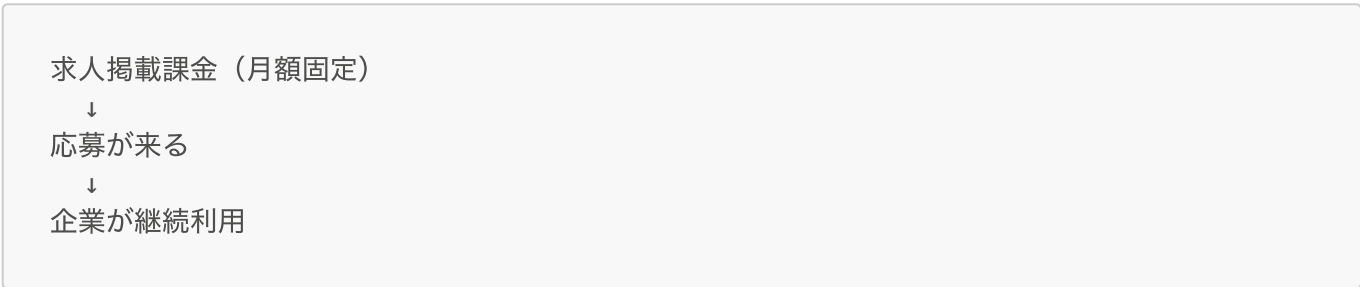 求人掲載課金（月額固定）
↓
応募が来る
↓
企業が継続利用